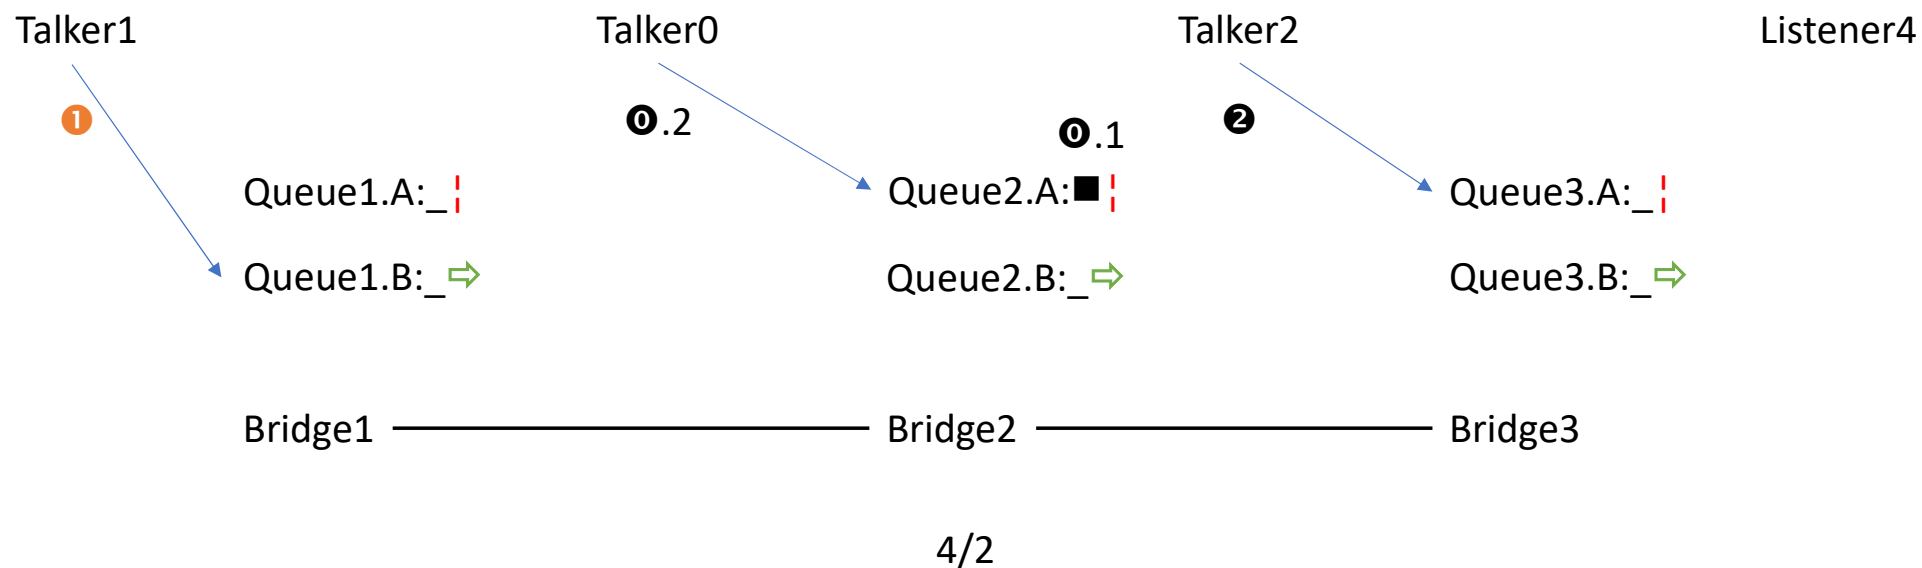 Talker1 Talker0 Talker2 Listener4
❶ ⓿.2 ⓿.1 ❷
Queue1.A:_ Queue2.A:■ Queue3.A:_
Queue1.B:_ Queue2.B:_ Queue3.B:_
Bridge1 Bridge2 Bridge3
4/2